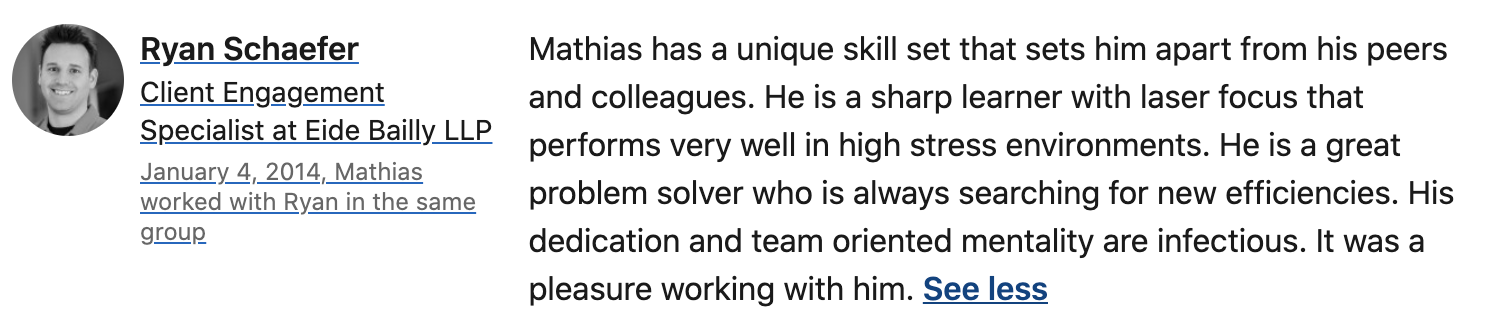 Ryan Schaefer
Client Engagement
Specialist at Eide Bailly LLP
January 4, 2014, Mathias
worked with Ryan in the same
group
Mathias has a unique skill set that sets him apart from his peers
and colleagues. He is a sharp learner with laser focus that
performs very well in high stress environments. He is a great
problem solver who is always searching for new efficiencies. His
dedication and team oriented mentality are infectious. It was a
pleasure working with him. See less